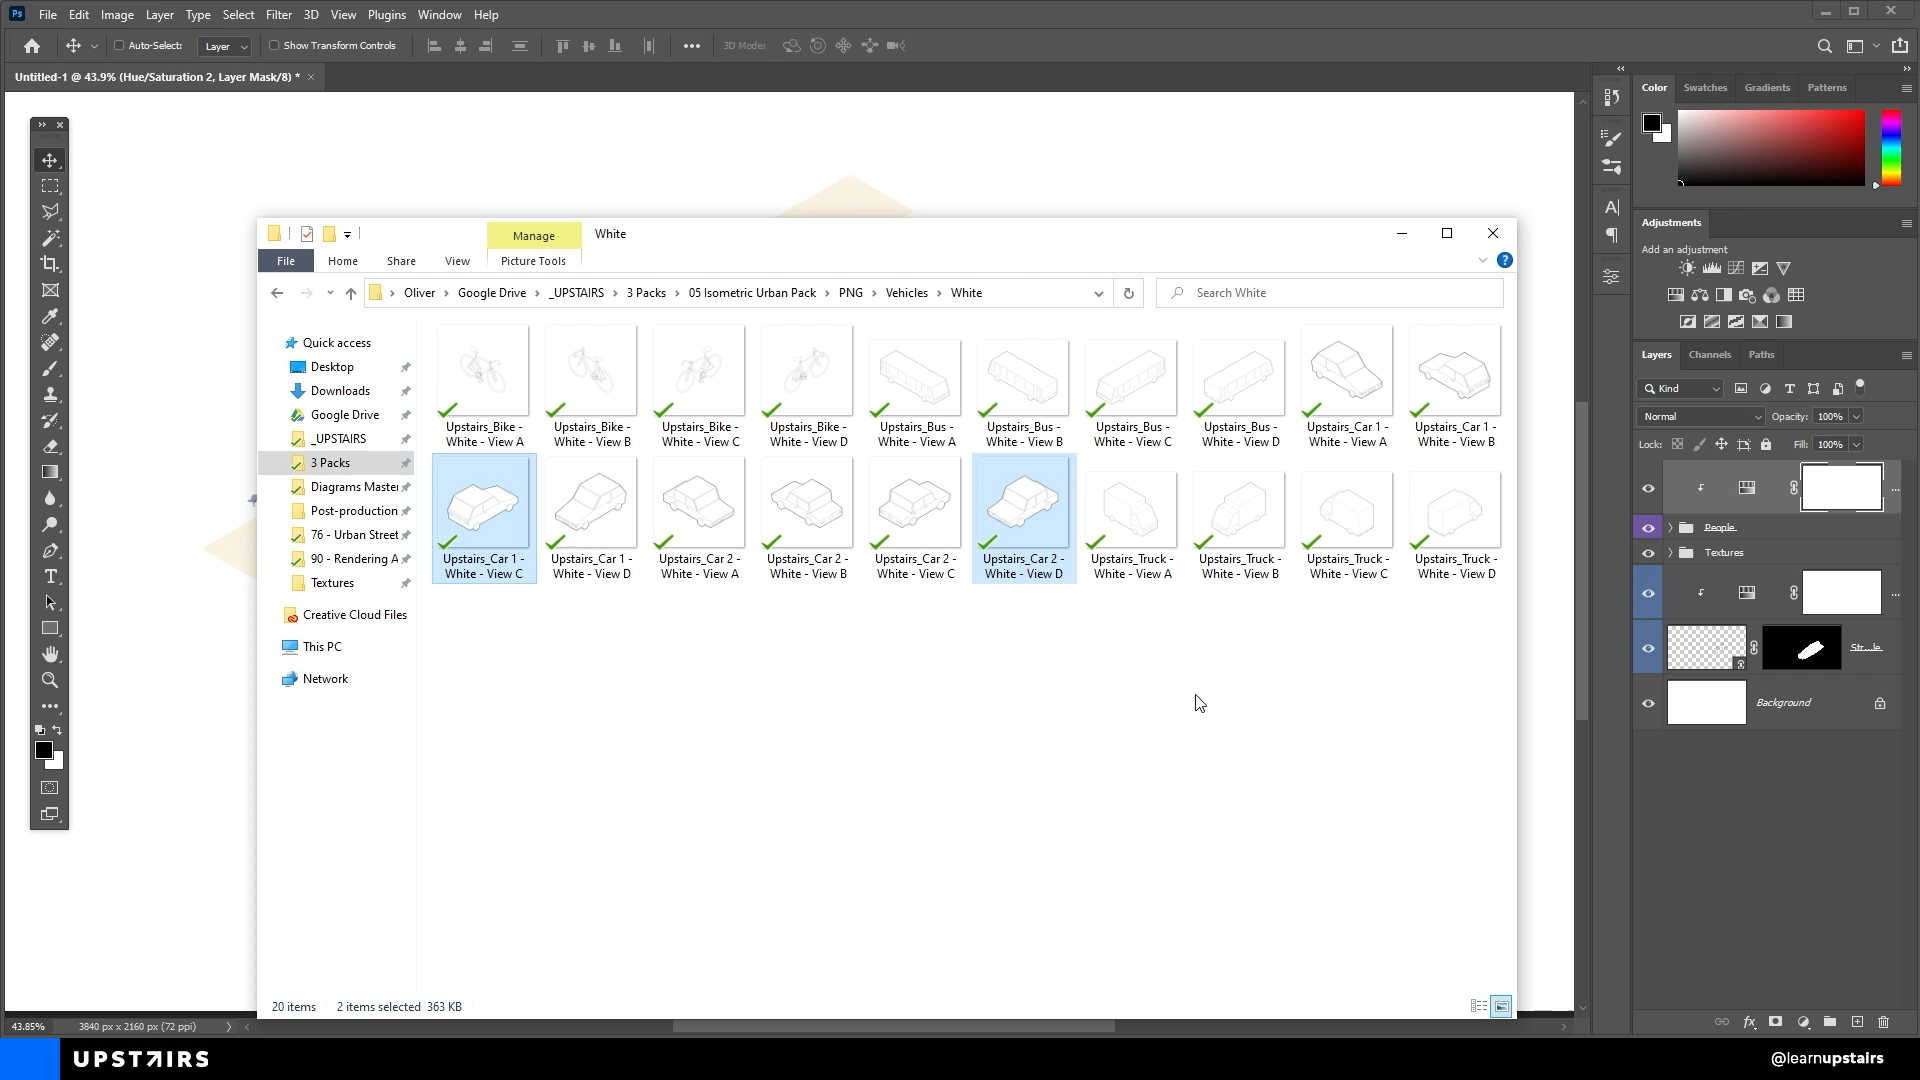 Ps File Edit Image Layer Type Select Filter 3D View Plugins Window Help
Auto-Select: Layer Show Transform Controls 3D Mode:
Untitled-1 @ 43.9% (Hue/Saturation 2, Layer Mask/8) *
Color Swatches Gradients Patterns
Adjustments
Add an adjustment
Layers Channels Paths
Kind
Normal Opacity: 100%
Lock: Fill: 100%
People
Textures
Str...le
Background
Manage White
File Home Share View Picture Tools
Oliver Google Drive _UPSTAIRS 3 Packs 05 Isometric Urban Pack PNG Vehicles White
Search White
Quick access
Desktop
Downloads
Google Drive
_UPSTAIRS
3 Packs
Diagrams Master
Post-production
76 - Urban Street
90 - Rendering A
Textures
Creative Cloud Files
This PC
Network
Upstairs_Bike - White - View A
Upstairs_Bike - White - View B
Upstairs_Bike - White - View C
Upstairs_Bike - White - View D
Upstairs_Bus - White - View A
Upstairs_Bus - White - View B
Upstairs_Bus - White - View C
Upstairs_Bus - White - View D
Upstairs_Car 1 - White - View A
Upstairs_Car 1 - White - View B
Upstairs_Car 1 - White - View C
Upstairs_Car 1 - White - View D
Upstairs_Car 2 - White - View A
Upstairs_Car 2 - White - View B
Upstairs_Car 2 - White - View C
Upstairs_Car 2 - White - View D
Upstairs_Truck - White - View A
Upstairs_Truck - White - View B
Upstairs_Truck - White - View C
Upstairs_Truck - White - View D
20 items 2 items selected 363 KB
43.85% 3840 px x 2160 px (72 ppi)
UPSTAIRS
@learnupstairs